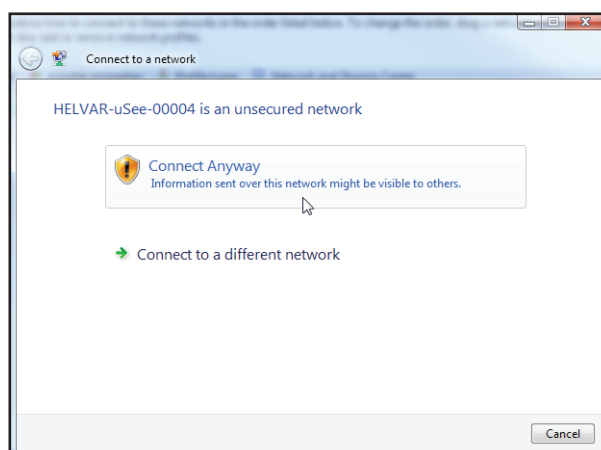 Connect to a network
HELVAR-uSee-00004 is an unsecured network
Connect Anyway
Information sent over this network might be visible to others.
Connect to a different network
Cancel